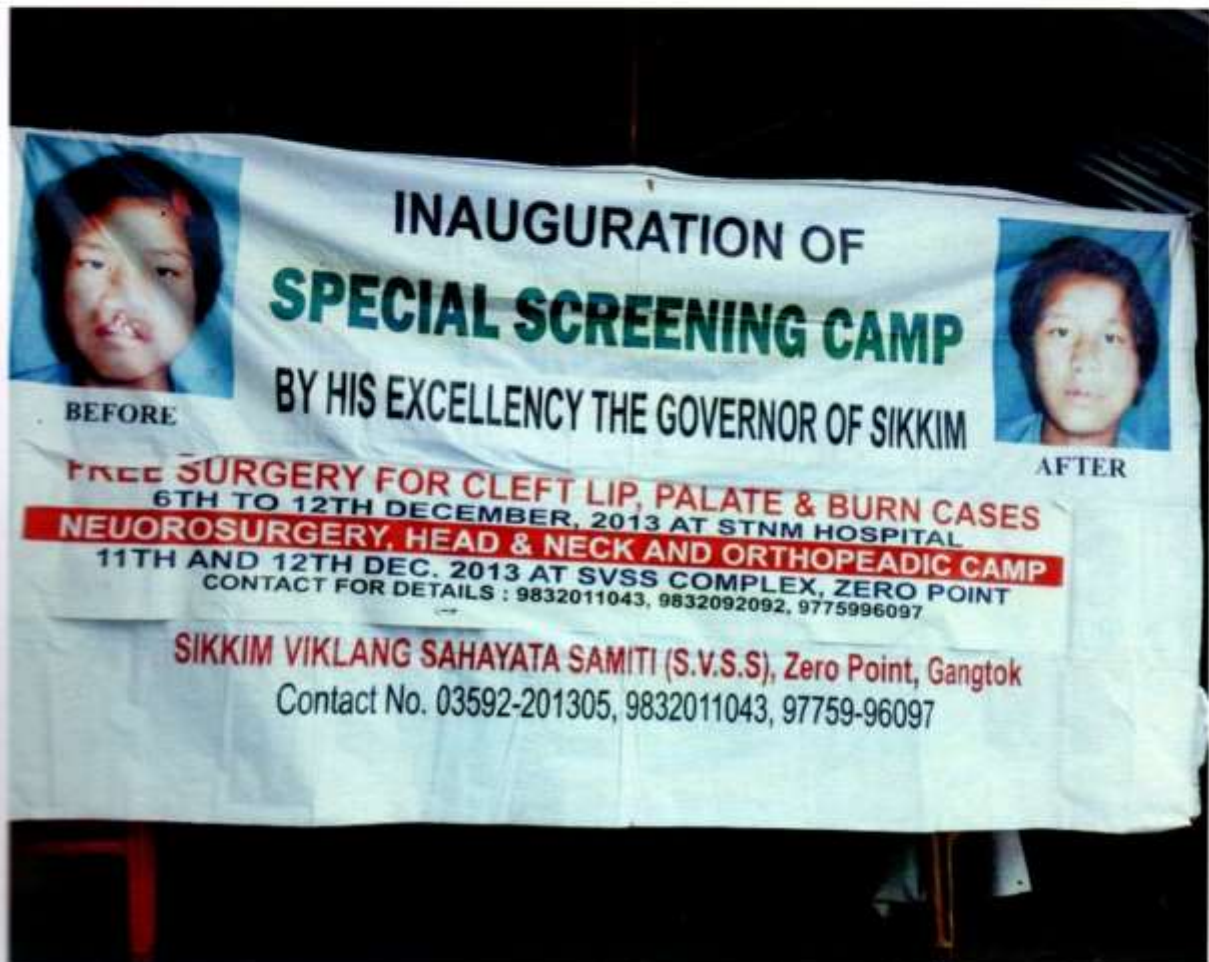 INAUGURATION OF
SPECIAL SCREENING CAMP
BY HIS EXCELLENCY THE GOVERNOR OF SIKKIM
BEFORE
AFTER
FREE SURGERY FOR CLEFT LIP, PALATE & BURN CASES
6TH TO 12TH DECEMBER, 2013 AT STNM HOSPITAL
NEUOROSURGERY, HEAD & NECK AND ORTHOPEADIC CAMP
11TH AND 12TH DEC. 2013 AT SVSS COMPLEX, ZERO POINT
CONTACT FOR DETAILS : 9832011043, 9832092092, 9775996097
SIKKIM VIKLANG SAHAYATA SAMITI (S.V.S.S), Zero Point, Gangtok
Contact No. 03592-201305, 9832011043, 97759-96097